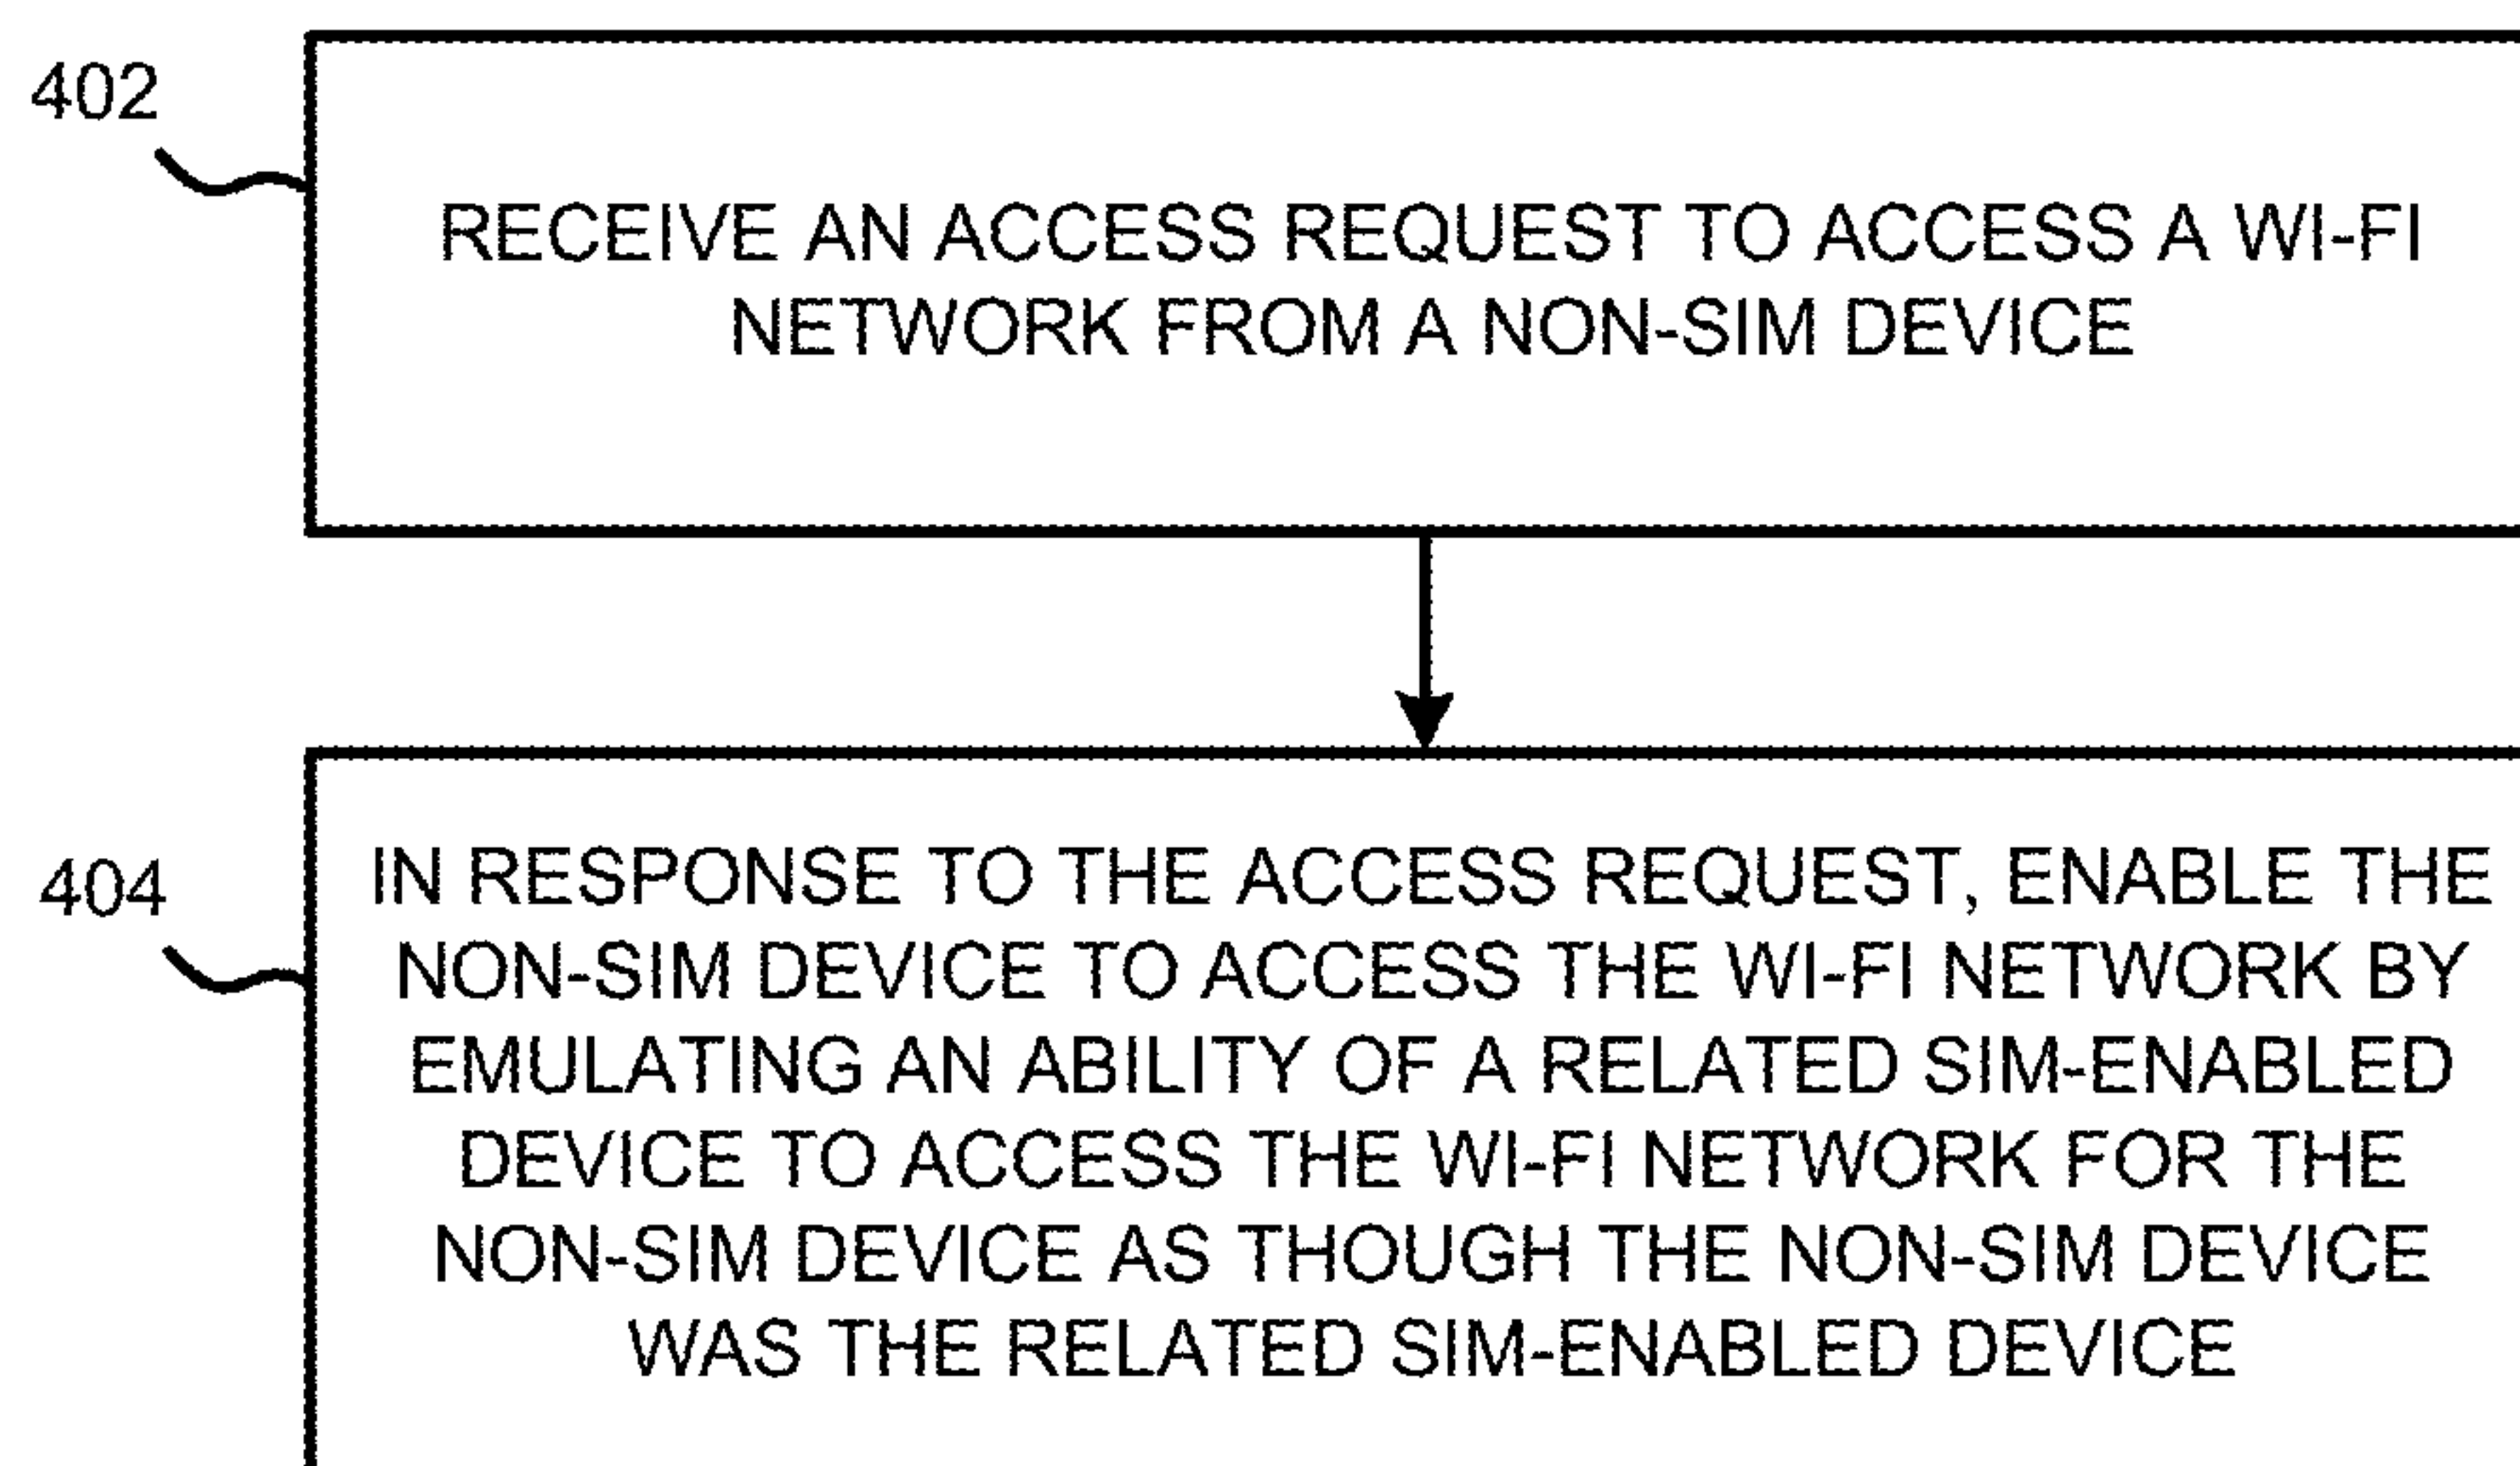 402
RECEIVE AN ACCESS REQUEST TO ACCESS A WI-FI
NETWORK FROM A NON-SIM DEVICE
404
IN RESPONSE TO THE ACCESS REQUEST, ENABLE THE
NON-SIM DEVICE TO ACCESS THE WI-FI NETWORK BY
EMULATING AN ABILITY OF A RELATED SIM-ENABLED
DEVICE TO ACCESS THE WI-FI NETWORK FOR THE
NON-SIM DEVICE AS THOUGH THE NON-SIM DEVICE
WAS THE RELATED SIM-ENABLED DEVICE